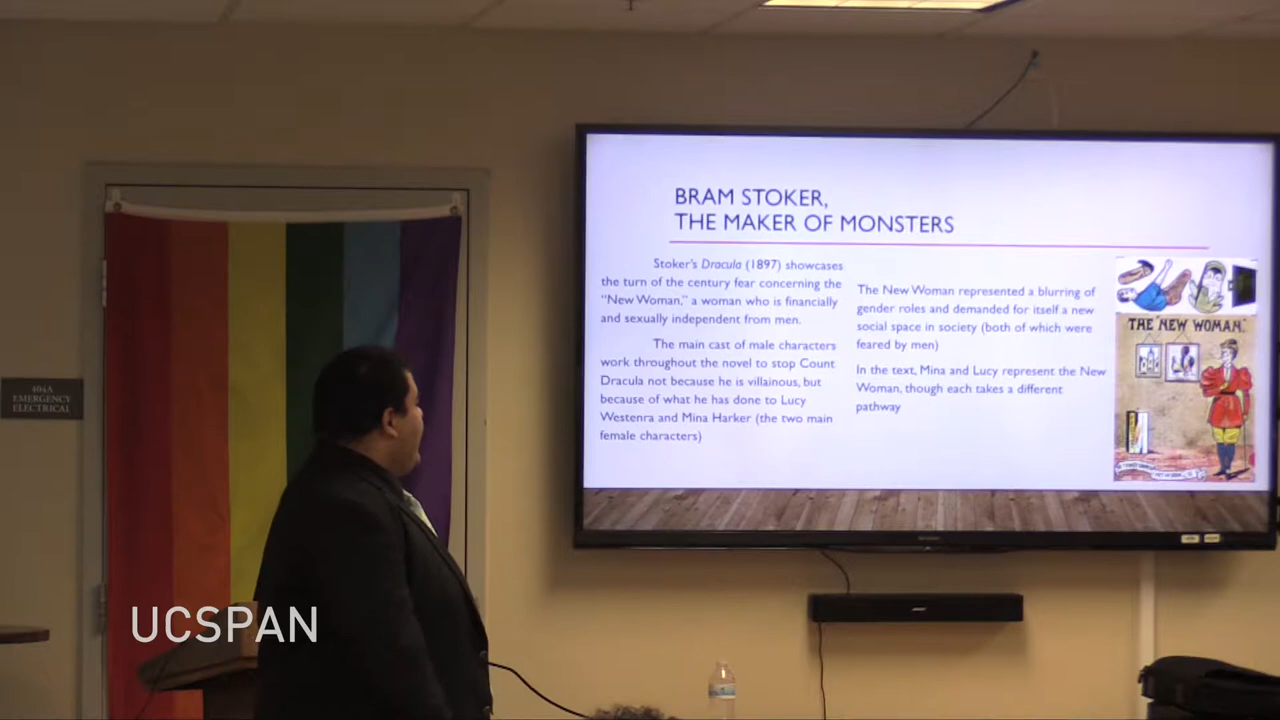 BRAM STOKER,
THE MAKER OF MONSTERS
Stoker's Dracula (1897) showcases
the turn of the century fear concerning the
"New Woman," a woman who is financially
and sexually independent from men.
The main cast of male characters
work throughout the novel to stop Count
Dracula not because he is villainous, but
because of what he has done to Lucy
Westenra and Mina Harker (the two main
female characters)
The New Woman represented a blurring of
gender roles and demanded for itself a new
social space in society (both of which were
feared by men)
In the text, Mina and Lucy represent the New
Woman, though each takes a different
pathway
THE "NEW WOMAN."
404A
EMERGENCY
ELECTRICAL
UCSPAN